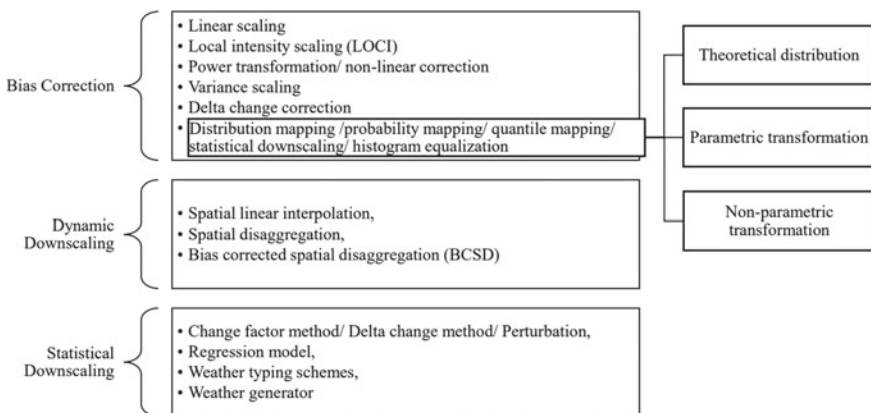 Bias Correction
• Linear scaling
• Local intensity scaling (LOCI)
• Power transformation/ non-linear correction
• Variance scaling
• Delta change correction
• Distribution mapping /probability mapping/ quantile mapping/
statistical downscaling/ histogram equalization
Theoretical distribution
Parametric transformation
Non-parametric
transformation
Dynamic
Downscaling
• Spatial linear interpolation,
• Spatial disaggregation,
• Bias corrected spatial disaggregation (BCSD)
Statistical
Downscaling
• Change factor method/ Delta change method/ Perturbation,
• Regression model,
• Weather typing schemes,
• Weather generator